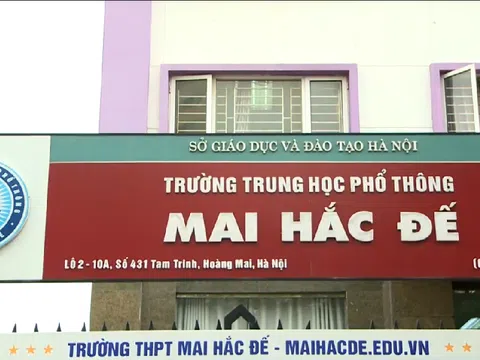 SỞ GIÁO DỤC VÀ ĐÀO TẠO HÀ NỘI
TRƯỜNG TRUNG HỌC PHỔ THÔNG
MAI HẮC ĐẾ
LÔ 2 - 10A, Số 431 Tam Trinh, Hoàng Mai, Hà Nội
TRƯỜNG THPT MAI HẮC ĐẾ - MAIHACDE.EDU.VN